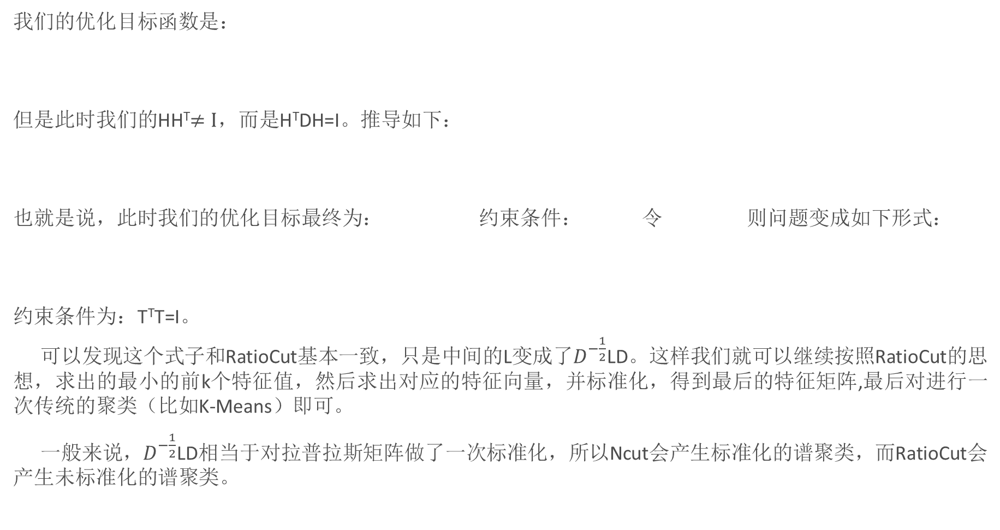 我们的优化目标函数是：
但是此时我们的HHᵀ≠ I，而是HᵀDH=I。推导如下：
也就是说，此时我们的优化目标最终为： 约束条件： 令 则问题变成如下形式：
约束条件为：TᵀT=I。
可以发现这个式子和RatioCut基本一致，只是中间的L变成了D^{-1/2}LD。这样我们就可以继续按照RatioCut的思
想，求出的最小的前k个特征值，然后求出对应的特征向量，并标准化，得到最后的特征矩阵,最后对进行一
次传统的聚类（比如K-Means）即可。
一般来说，D^{-1/2}LD相当于对拉普拉斯矩阵做了一次标准化，所以Ncut会产生标准化的谱聚类，而RatioCut会
产生未标准化的谱聚类。